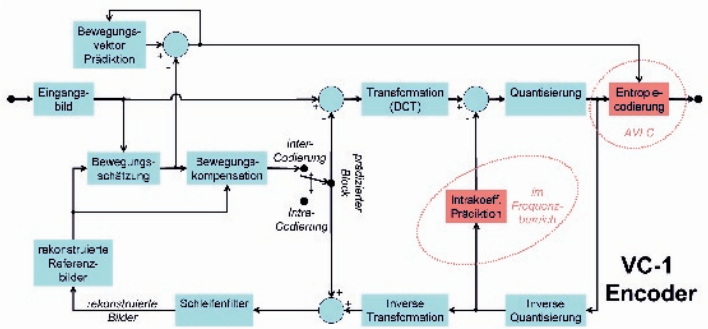 Bewegungs-
vektor
Prädiktion
+
-
Eingangs-
bild
+
-
Transformation
(DCT)
+
-
Quantisierung
Entropie-
codierung
AVLC
Bewegungs-
schätzung
Bewegungs-
kompensation
Inter-
Codierung
Intra-
Codierung
prädizierter
Block
Intrakoeff.
Prädiktion
im
Frequenz-
bereich
rekonstruierte
Referenz-
bilder
rekonstruierte
Bilder
Schleifenfilter
+
+
Inverse
Transformation
Inverse
Quantisierung
VC-1
Encoder